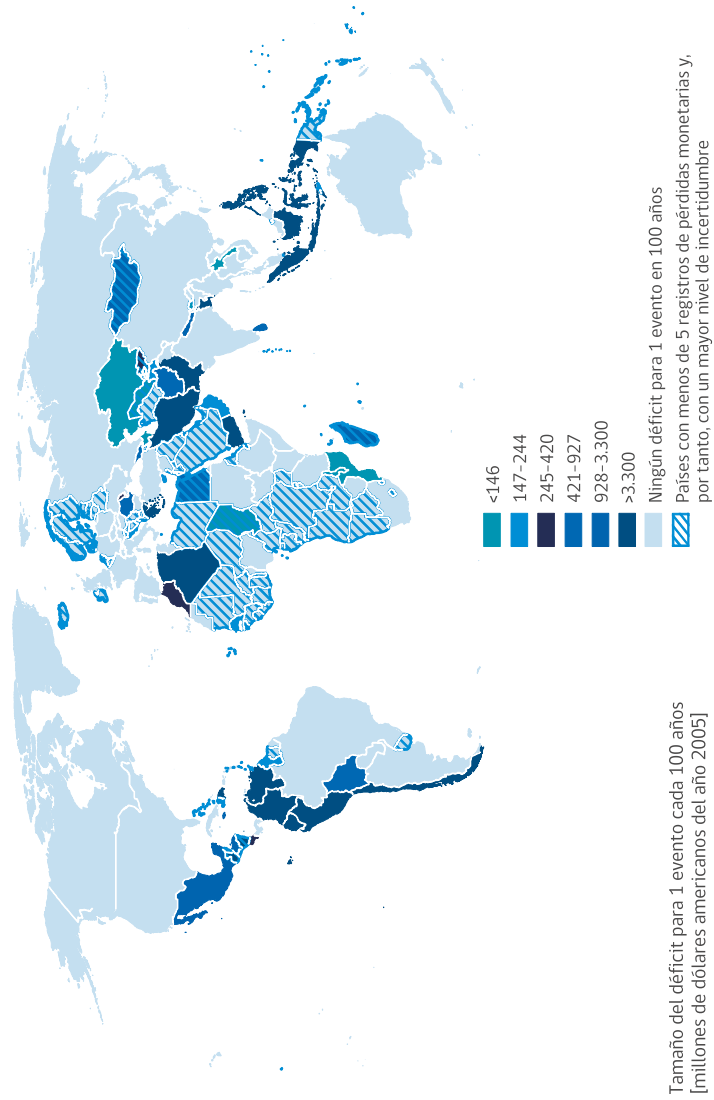 Tamaño del déficit para 1 evento cada 100 años
[millones de dólares americanos del año 2005]
<146
147–244
245–420
421–927
928–3.300
>3.300
Ningún déficit para 1 evento en 100 años
Países con menos de 5 registros de pérdidas monetarias y,
por tanto, con un mayor nivel de incertidumbre